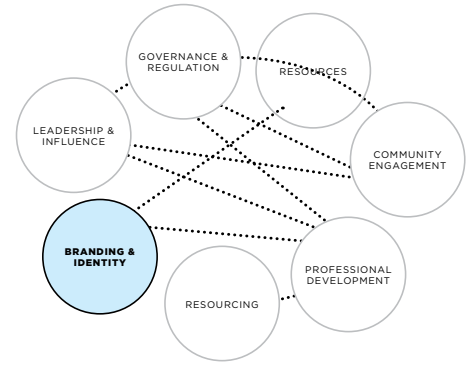 GOVERNANCE &
REGULATION
RESOURCES
LEADERSHIP &
INFLUENCE
COMMUNITY
ENGAGEMENT
BRANDING &
IDENTITY
PROFESSIONAL
DEVELOPMENT
RESOURCING